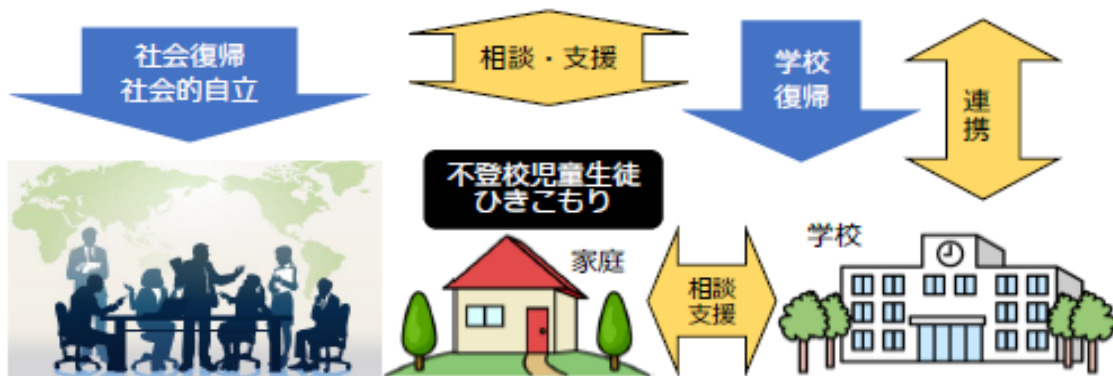 社会復帰
社会的自立
相談・支援
学校
復帰
連
携
不登校児童生徒
ひきこもり
家庭
相談
支援
学校